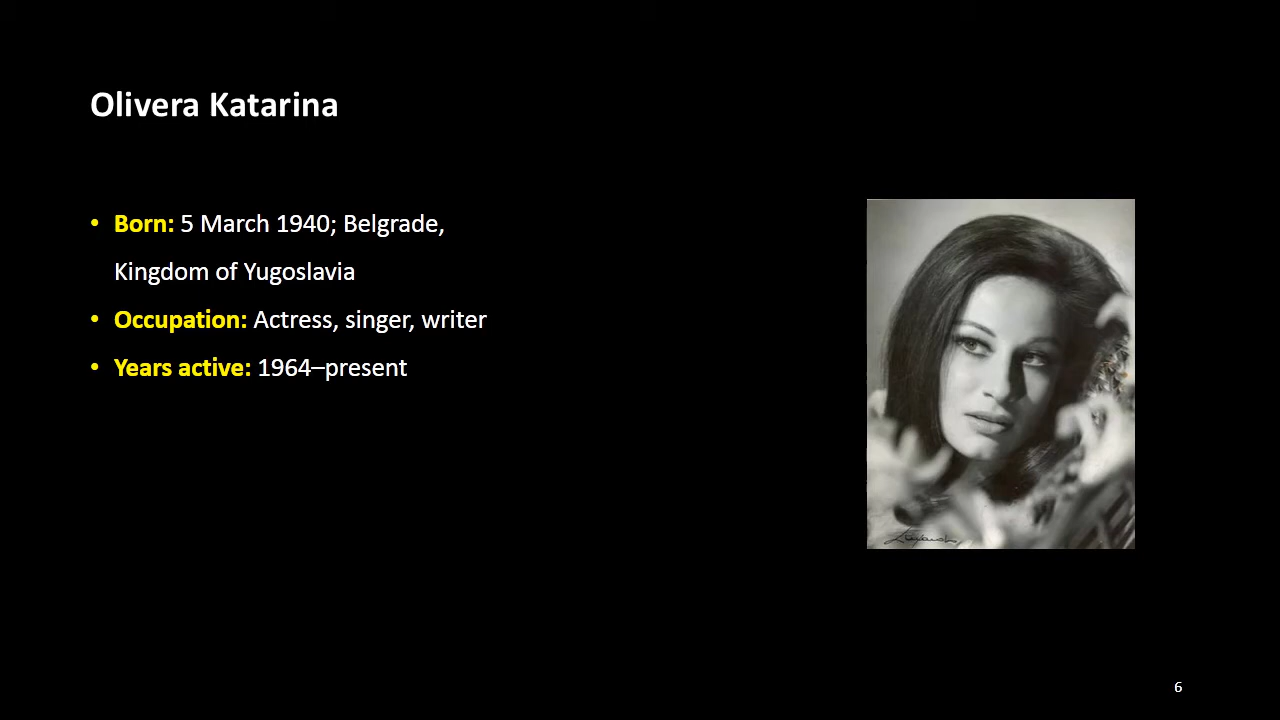 Olivera Katarina
• Born: 5 March 1940; Belgrade,
Kingdom of Yugoslavia
• Occupation: Actress, singer, writer
• Years active: 1964–present
6